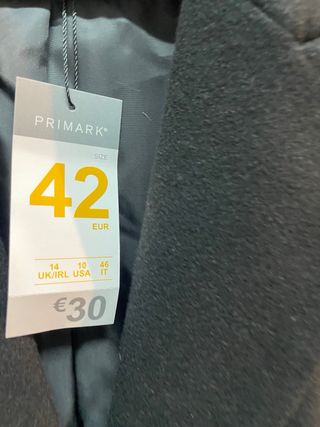 PRIMARK®
SIZE
42
EUR
14 10 46
UK/IRL USA IT
€30